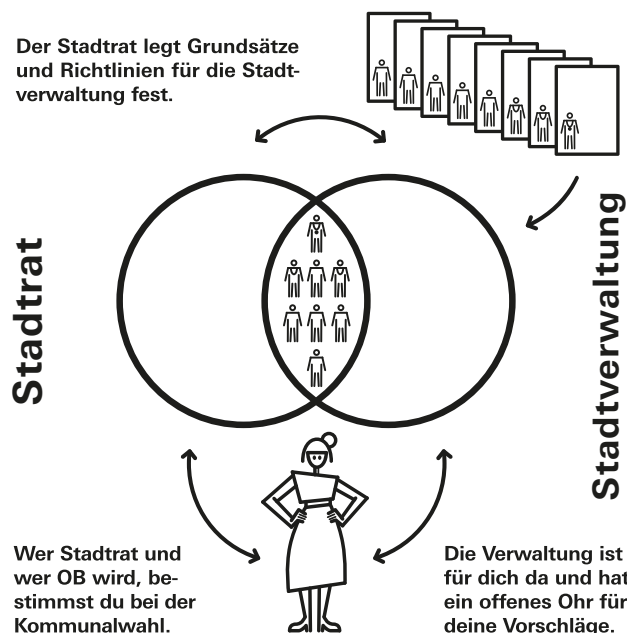 Der Stadtrat legt Grundsätze
und Richtlinien für die Stadt-
verwaltung fest.
Stadtrat
Stadtverwaltung
Wer Stadtrat und
wer OB wird, be-
stimmst du bei der
Kommunalwahl.
Die Verwaltung ist
für dich da und hat
ein offenes Ohr für
deine Vorschläge.